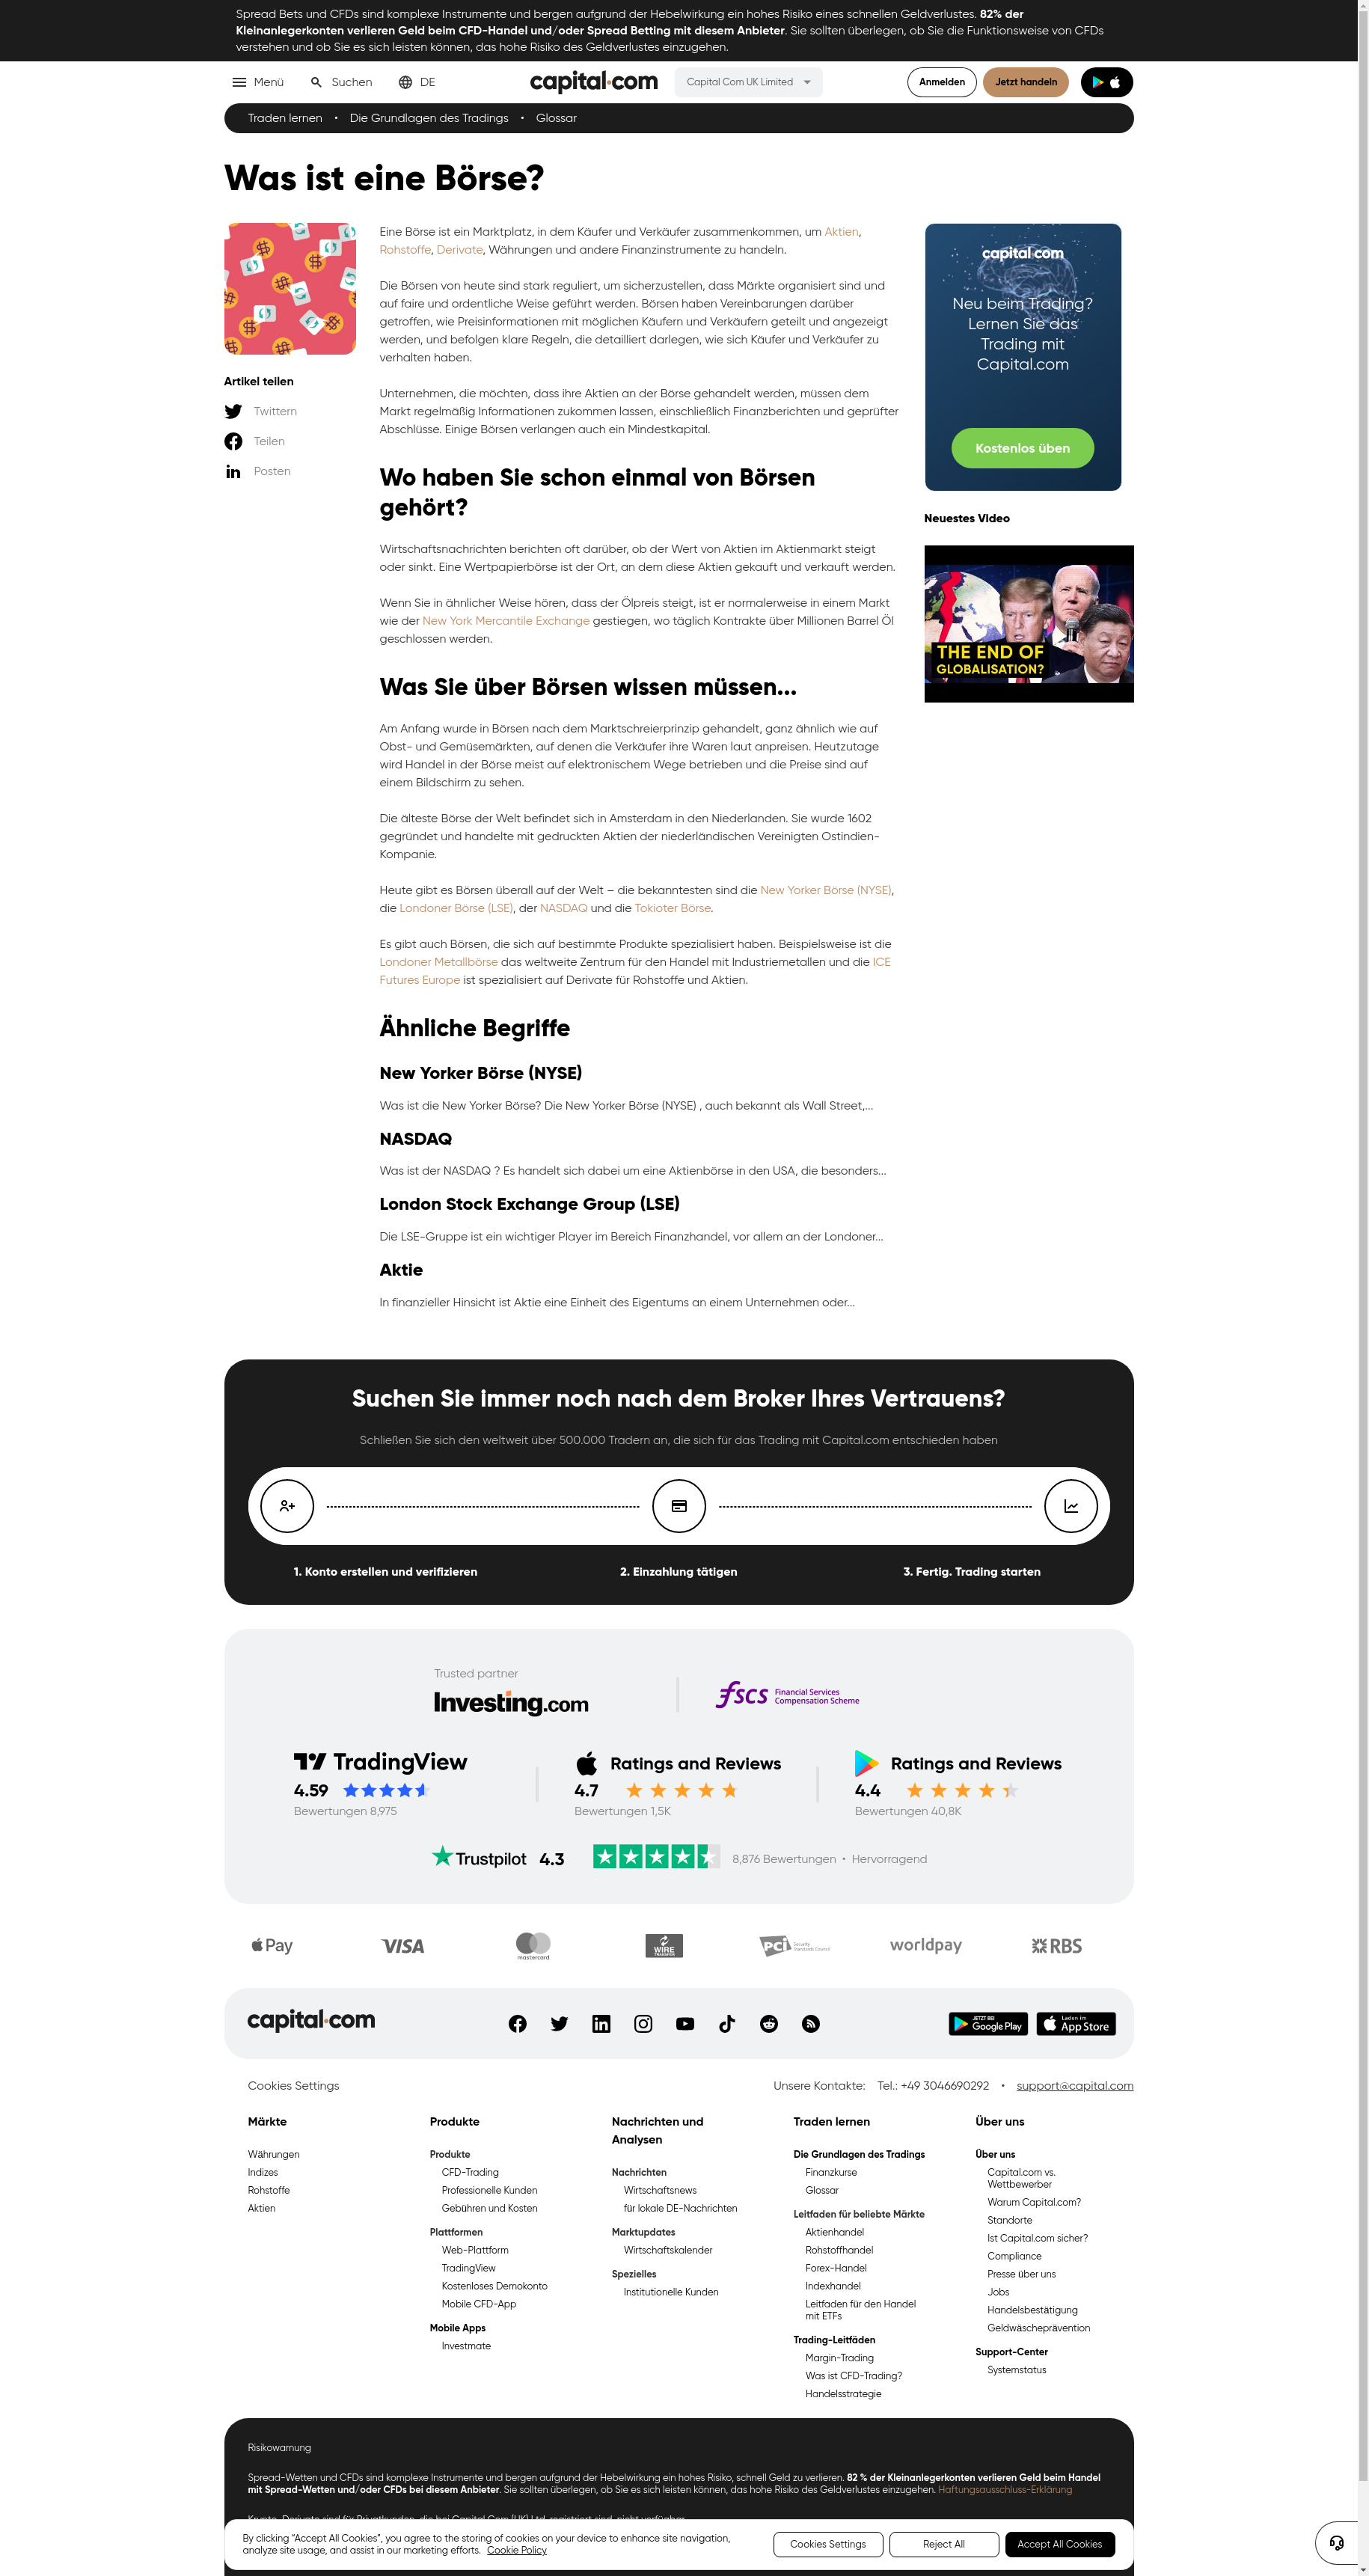 Spread Bets und CFDs sind komplexe Instrumente und bergen aufgrund der Hebelwirkung ein hohes Risiko eines schnellen Geldverlustes. 82% der
Kleinanlegerkonten verlieren Geld beim CFD-Handel und/oder Spread Betting mit diesem Anbieter. Sie sollten überlegen, ob Sie die Funktionsweise von CFDs
verstehen und ob Sie es sich leisten können, das hohe Risiko des Geldverlustes einzugehen.
Menü Suchen DE capital.com Capital Com UK Limited Anmelden Jetzt handeln
Traden lernen • Die Grundlagen des Tradings • Glossar
Was ist eine Börse?
Artikel teilen
Twittern
Teilen
Posten
Eine Börse ist ein Marktplatz, in dem Käufer und Verkäufer zusammenkommen, um Aktien,
Rohstoffe, Derivate, Währungen und andere Finanzinstrumente zu handeln.
Die Börsen von heute sind stark reguliert, um sicherzustellen, dass Märkte organisiert sind und
auf faire und ordentliche Weise geführt werden. Börsen haben Vereinbarungen darüber
getroffen, wie Preisinformationen mit möglichen Käufern und Verkäufern geteilt und angezeigt
werden, und befolgen klare Regeln, die detailliert darlegen, wie sich Käufer und Verkäufer zu
verhalten haben.
Unternehmen, die möchten, dass ihre Aktien an der Börse gehandelt werden, müssen dem
Markt regelmäßig Informationen zukommen lassen, einschließlich Finanzberichten und geprüfter
Abschlüsse. Einige Börsen verlangen auch ein Mindestkapital.
Wo haben Sie schon einmal von Börsen
gehört?
Wirtschaftsnachrichten berichten oft darüber, ob der Wert von Aktien im Aktienmarkt steigt
oder sinkt. Eine Wertpapierbörse ist der Ort, an dem diese Aktien gekauft und verkauft werden.
Wenn Sie in ähnlicher Weise hören, dass der Ölpreis steigt, ist er normalerweise in einem Markt
wie der New York Mercantile Exchange gestiegen, wo täglich Kontrakte über Millionen Barrel Öl
geschlossen werden.
Was Sie über Börsen wissen müssen...
Am Anfang wurde in Börsen nach dem Marktschreierprinzip gehandelt, ganz ähnlich wie auf
Obst- und Gemüsemärkten, auf denen die Verkäufer ihre Waren laut anpreisen. Heutzutage
wird Handel in der Börse meist auf elektronischem Wege betrieben und die Preise sind auf
einem Bildschirm zu sehen.
Die älteste Börse der Welt befindet sich in Amsterdam in den Niederlanden. Sie wurde 1602
gegründet und handelte mit gedruckten Aktien der niederländischen Vereinigten Ostindien-
Kompanie.
Heute gibt es Börsen überall auf der Welt – die bekanntesten sind die New Yorker Börse (NYSE),
die Londoner Börse (LSE), der NASDAQ und die Tokioter Börse.
Es gibt auch Börsen, die sich auf bestimmte Produkte spezialisiert haben. Beispielsweise ist die
Londoner Metallbörse das weltweite Zentrum für den Handel mit Industriemetallen und die ICE
Futures Europe ist spezialisiert auf Derivate für Rohstoffe und Aktien.
Ähnliche Begriffe
New Yorker Börse (NYSE)
Was ist die New Yorker Börse? Die New Yorker Börse (NYSE) , auch bekannt als Wall Street,...
NASDAQ
Was ist der NASDAQ ? Es handelt sich dabei um eine Aktienbörse in den USA, die besonders...
London Stock Exchange Group (LSE)
Die LSE-Gruppe ist ein wichtiger Player im Bereich Finanzhandel, vor allem an der Londoner...
Aktie
In finanzieller Hinsicht ist Aktie eine Einheit des Eigentums an einem Unternehmen oder...
capital.com
Neu beim Trading?
Lernen Sie das
Trading mit
Capital.com
Kostenlos üben
Neuestes Video
THE END OF
GLOBALISATION?
Suchen Sie immer noch nach dem Broker Ihres Vertrauens?
Schließen Sie sich den weltweit über 500.000 Tradern an, die sich für das Trading mit Capital.com entschieden haben
1. Konto erstellen und verifizieren 2. Einzahlung tätigen 3. Fertig. Trading starten
Trusted partner
Investing.com
fscs Financial Services
Compensation Scheme
TradingView
4.59
Bewertungen 8,975
Ratings and Reviews
4.7
Bewertungen 1,5K
Ratings and Reviews
4.4
Bewertungen 40,8K
Trustpilot 4.3 8,876 Bewertungen • Hervorragend
Pay VISA mastercard WIRE TRANSFER PCI Security Standards Council worldpay RBS
capital.com JETZT BEI Google Play Laden im App Store
Cookies Settings Unsere Kontakte: Tel.: +49 3046690292 • support@capital.com
Märkte
Währungen
Indizes
Rohstoffe
Aktien
Produkte
Produkte
CFD-Trading
Professionelle Kunden
Gebühren und Kosten
Plattformen
Web-Plattform
TradingView
Kostenloses Demokonto
Mobile CFD-App
Mobile Apps
Investmate
Nachrichten und
Analysen
Nachrichten
Wirtschaftsnews
für lokale DE-Nachrichten
Marktupdates
Wirtschaftskalender
Spezielles
Institutionelle Kunden
Traden lernen
Die Grundlagen des Tradings
Finanzkurse
Glossar
Leitfaden für beliebte Märkte
Aktienhandel
Rohstoffhandel
Forex-Handel
Indexhandel
Leitfaden für den Handel
mit ETFs
Trading-Leitfäden
Margin-Trading
Was ist CFD-Trading?
Handelsstrategie
Über uns
Über uns
Capital.com vs.
Wettbewerber
Warum Capital.com?
Standorte
Ist Capital.com sicher?
Compliance
Presse über uns
Jobs
Handelsbestätigung
Geldwäscheprävention
Support-Center
Systemstatus
Risikowarnung
Spread-Wetten und CFDs sind komplexe Instrumente und bergen aufgrund der Hebelwirkung ein hohes Risiko, schnell Geld zu verlieren. 82 % der Kleinanlegerkonten verlieren Geld beim Handel
mit Spread-Wetten und/oder CFDs bei diesem Anbieter. Sie sollten überlegen, ob Sie es sich leisten können, das hohe Risiko des Geldverlustes einzugehen. Haftungsausschluss-Erklärung
By clicking “Accept All Cookies”, you agree to the storing of cookies on your device to enhance site navigation,
analyze site usage, and assist in our marketing efforts. Cookie Policy
Cookies Settings Reject All Accept All Cookies